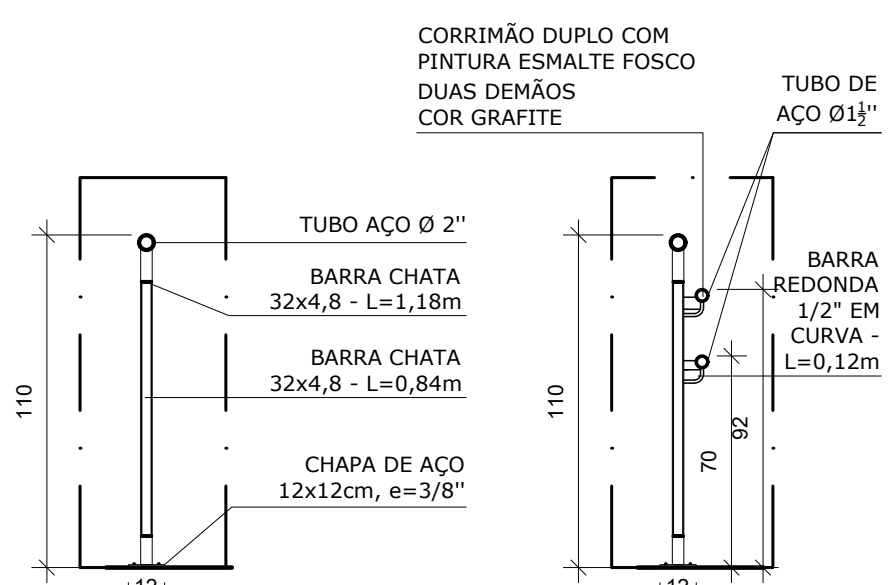 CORRIMÃO DUPLO COM
PINTURA ESMALTE FOSCO
DUAS DEMÃOS
COR GRAFITE
TUBO DE
AÇO Ø1½''
TUBO AÇO Ø 2''
BARRA CHATA
32x4,8 - L=1,18m
BARRA CHATA
32x4,8 - L=0,84m
CHAPA DE AÇO
12x12cm, e=3/8''
110
12
BARRA
REDONDA
1/2" EM
CURVA -
L=0,12m
110
70
92
12